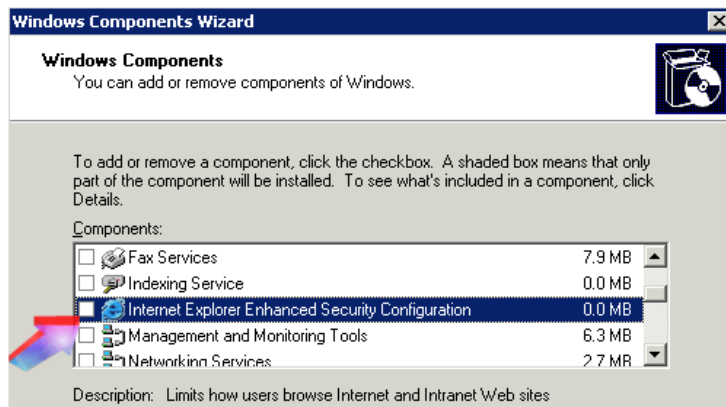 Windows Components Wizard
Windows Components
You can add or remove components of Windows.
To add or remove a component, click the checkbox. A shaded box means that only
part of the component will be installed. To see what's included in a component, click
Details.
Components:
Fax Services 7.9 MB
Indexing Service 0.0 MB
Internet Explorer Enhanced Security Configuration 0.0 MB
Management and Monitoring Tools 6.3 MB
Networking Services 2.7 MB
Description: Limits how users browse Internet and Intranet Web sites